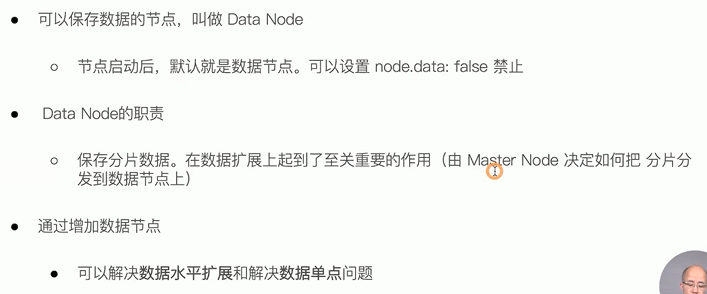 可以保存数据的节点，叫做 Data Node
节点启动后，默认就是数据节点。可以设置 node.data: false 禁止
Data Node的职责
保存分片数据。在数据扩展上起到了至关重要的作用（由 Master Node 决定如何把 分片分
发到数据节点上）
通过增加数据节点
可以解决数据水平扩展和解决数据单点问题